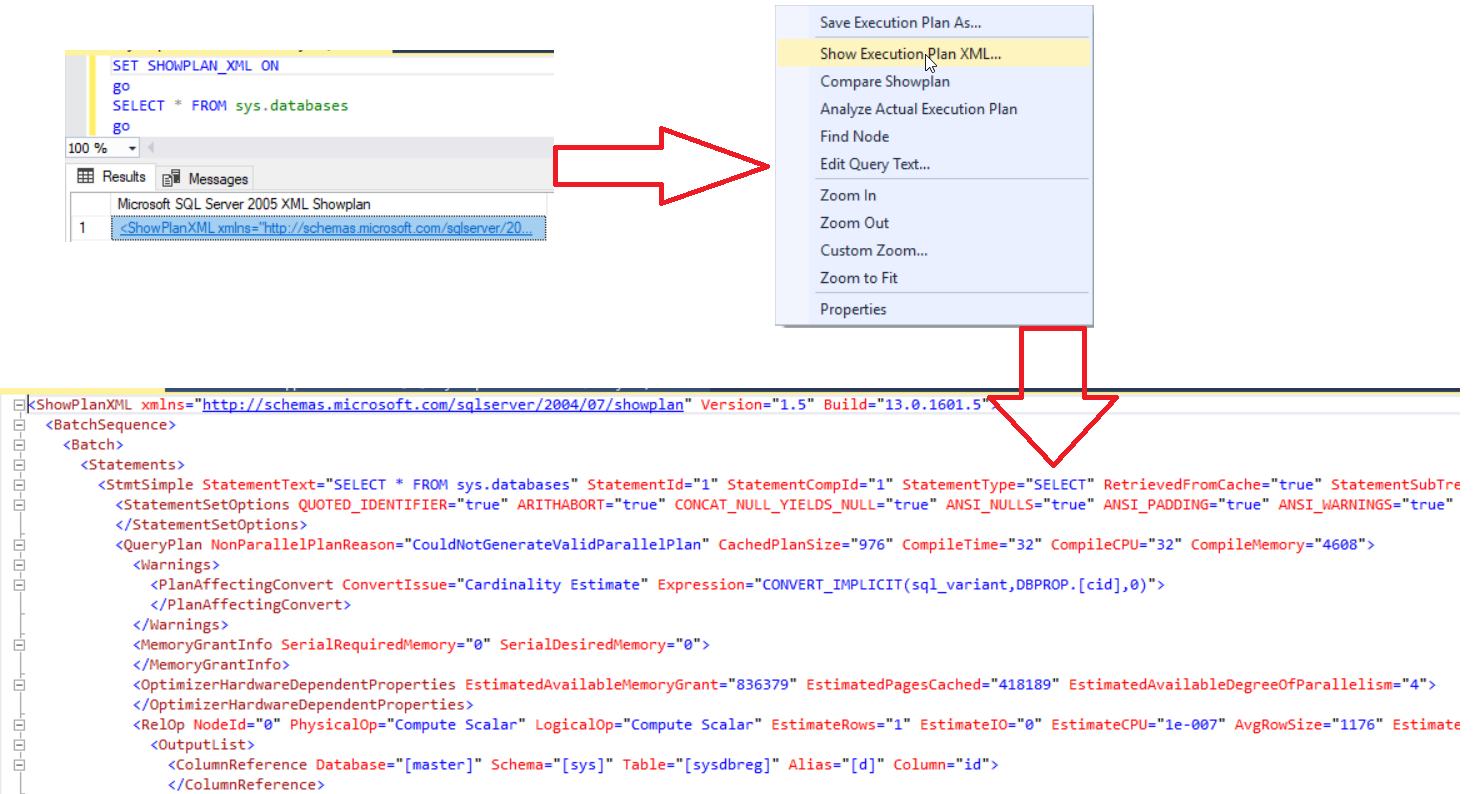 SET SHOWPLAN_XML ON
go
SELECT * FROM sys.databases
go
100 %
Results Messages
Microsoft SQL Server 2005 XML Showplan
1 <ShowPlanXML xmlns="http://schemas.microsoft.com/sqlserver/20...
Save Execution Plan As...
Show Execution Plan XML...
Compare Showplan
Analyze Actual Execution Plan
Find Node
Edit Query Text...
Zoom In
Zoom Out
Custom Zoom...
Zoom to Fit
Properties
<ShowPlanXML xmlns="http://schemas.microsoft.com/sqlserver/2004/07/showplan" Version="1.5" Build="13.0.1601.5">
<BatchSequence>
<Batch>
<Statements>
<StmtSimple StatementText="SELECT * FROM sys.databases" StatementId="1" StatementCompId="1" StatementType="SELECT" RetrievedFromCache="true" StatementSubTre
<StatementSetOptions QUOTED_IDENTIFIER="true" ARITHABORT="true" CONCAT_NULL_YIELDS_NULL="true" ANSI_NULLS="true" ANSI_PADDING="true" ANSI_WARNINGS="true"
</StatementSetOptions>
<QueryPlan NonParallelPlanReason="CouldNotGenerateValidParallelPlan" CachedPlanSize="976" CompileTime="32" CompileCPU="32" CompileMemory="4608">
<Warnings>
<PlanAffectingConvert ConvertIssue="Cardinality Estimate" Expression="CONVERT_IMPLICIT(sql_variant,DBPROP.[cid],0)">
</PlanAffectingConvert>
</Warnings>
<MemoryGrantInfo SerialRequiredMemory="0" SerialDesiredMemory="0">
</MemoryGrantInfo>
<OptimizerHardwareDependentProperties EstimatedAvailableMemoryGrant="836379" EstimatedPagesCached="418189" EstimatedAvailableDegreeOfParallelism="4">
</OptimizerHardwareDependentProperties>
<RelOp NodeId="0" PhysicalOp="Compute Scalar" LogicalOp="Compute Scalar" EstimateRows="1" EstimateIO="0" EstimateCPU="1e-007" AvgRowSize="1176" Estimate
<OutputList>
<ColumnReference Database="[master]" Schema="[sys]" Table="[sysdbreg]" Alias="[d]" Column="id">
</ColumnReference>